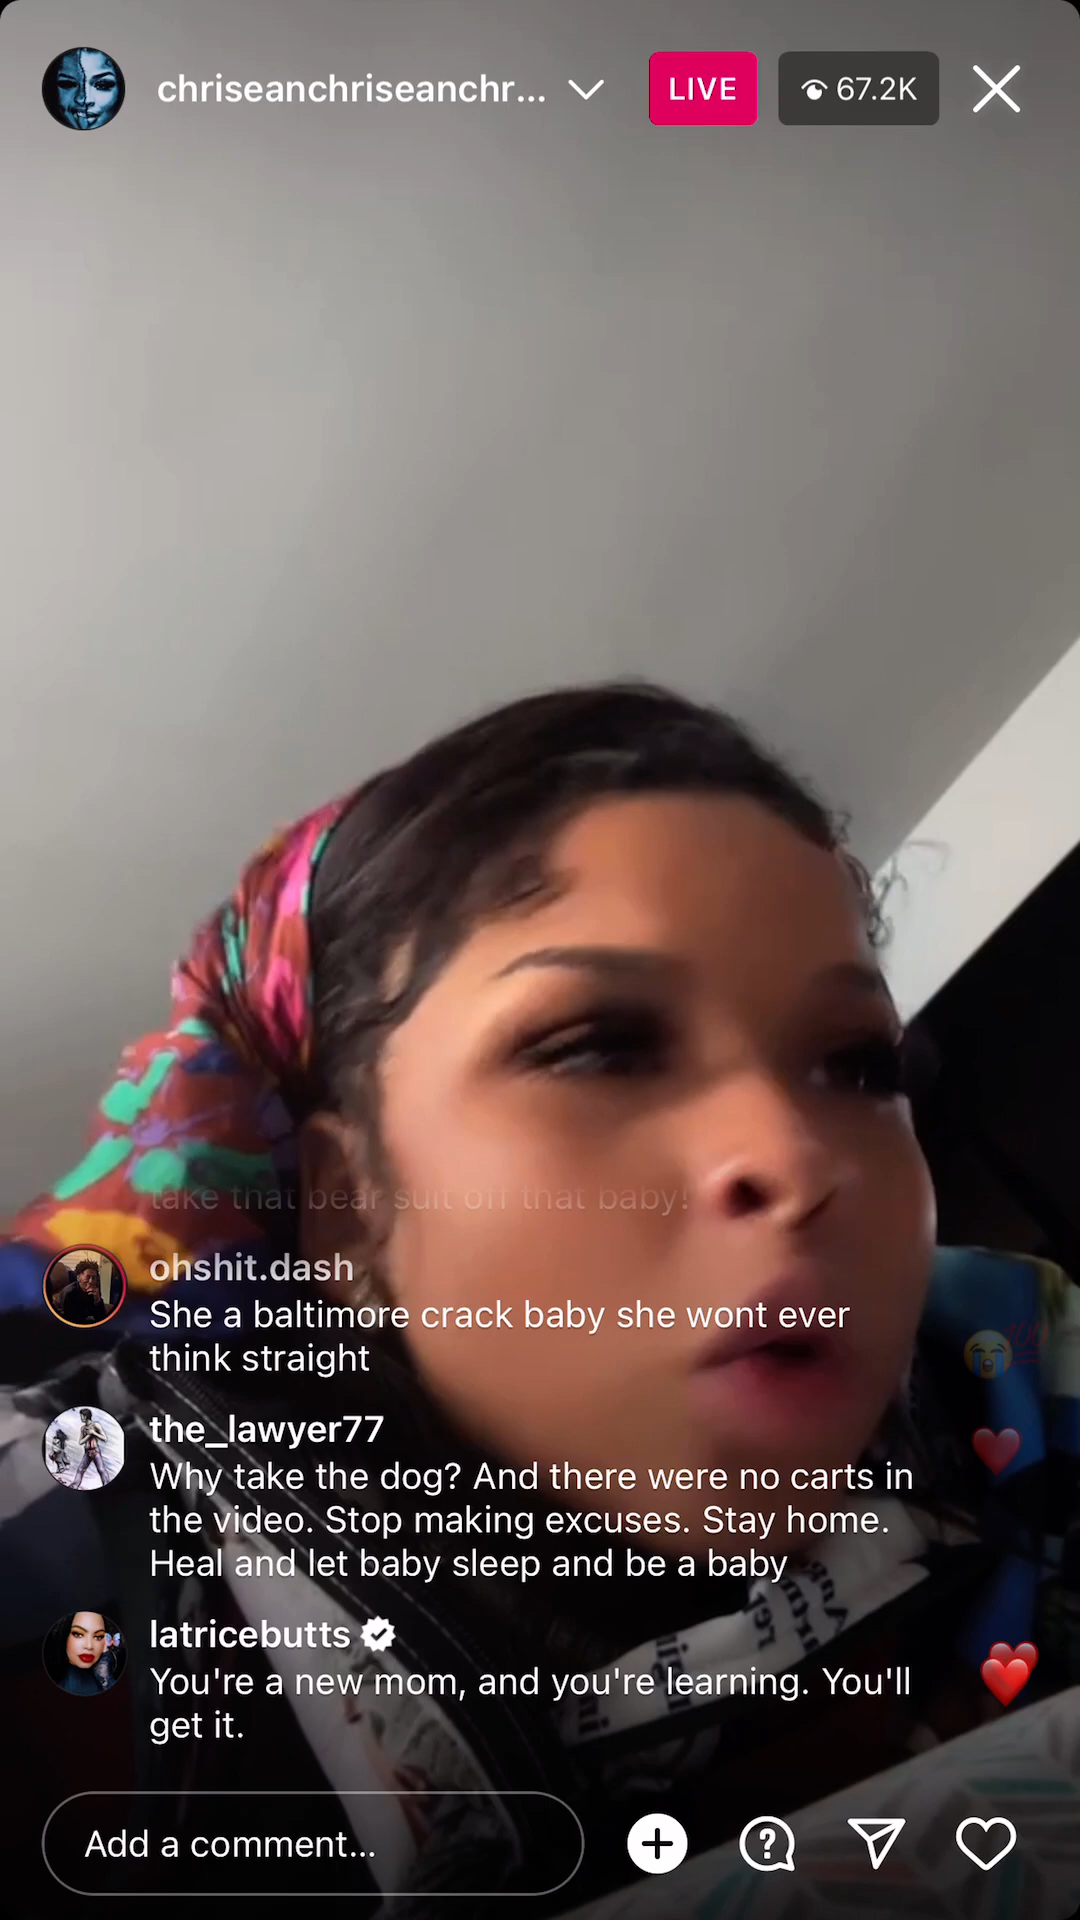 chriseanchriseanchr...
LIVE
67.2K
take that bear suit off that baby!
ohshit.dash
She a baltimore crack baby she wont ever
think straight
the_lawyer77
Why take the dog? And there were no carts in
the video. Stop making excuses. Stay home.
Heal and let baby sleep and be a baby
latricebutts
You're a new mom, and you're learning. You'll
get it.
Add a comment...
100